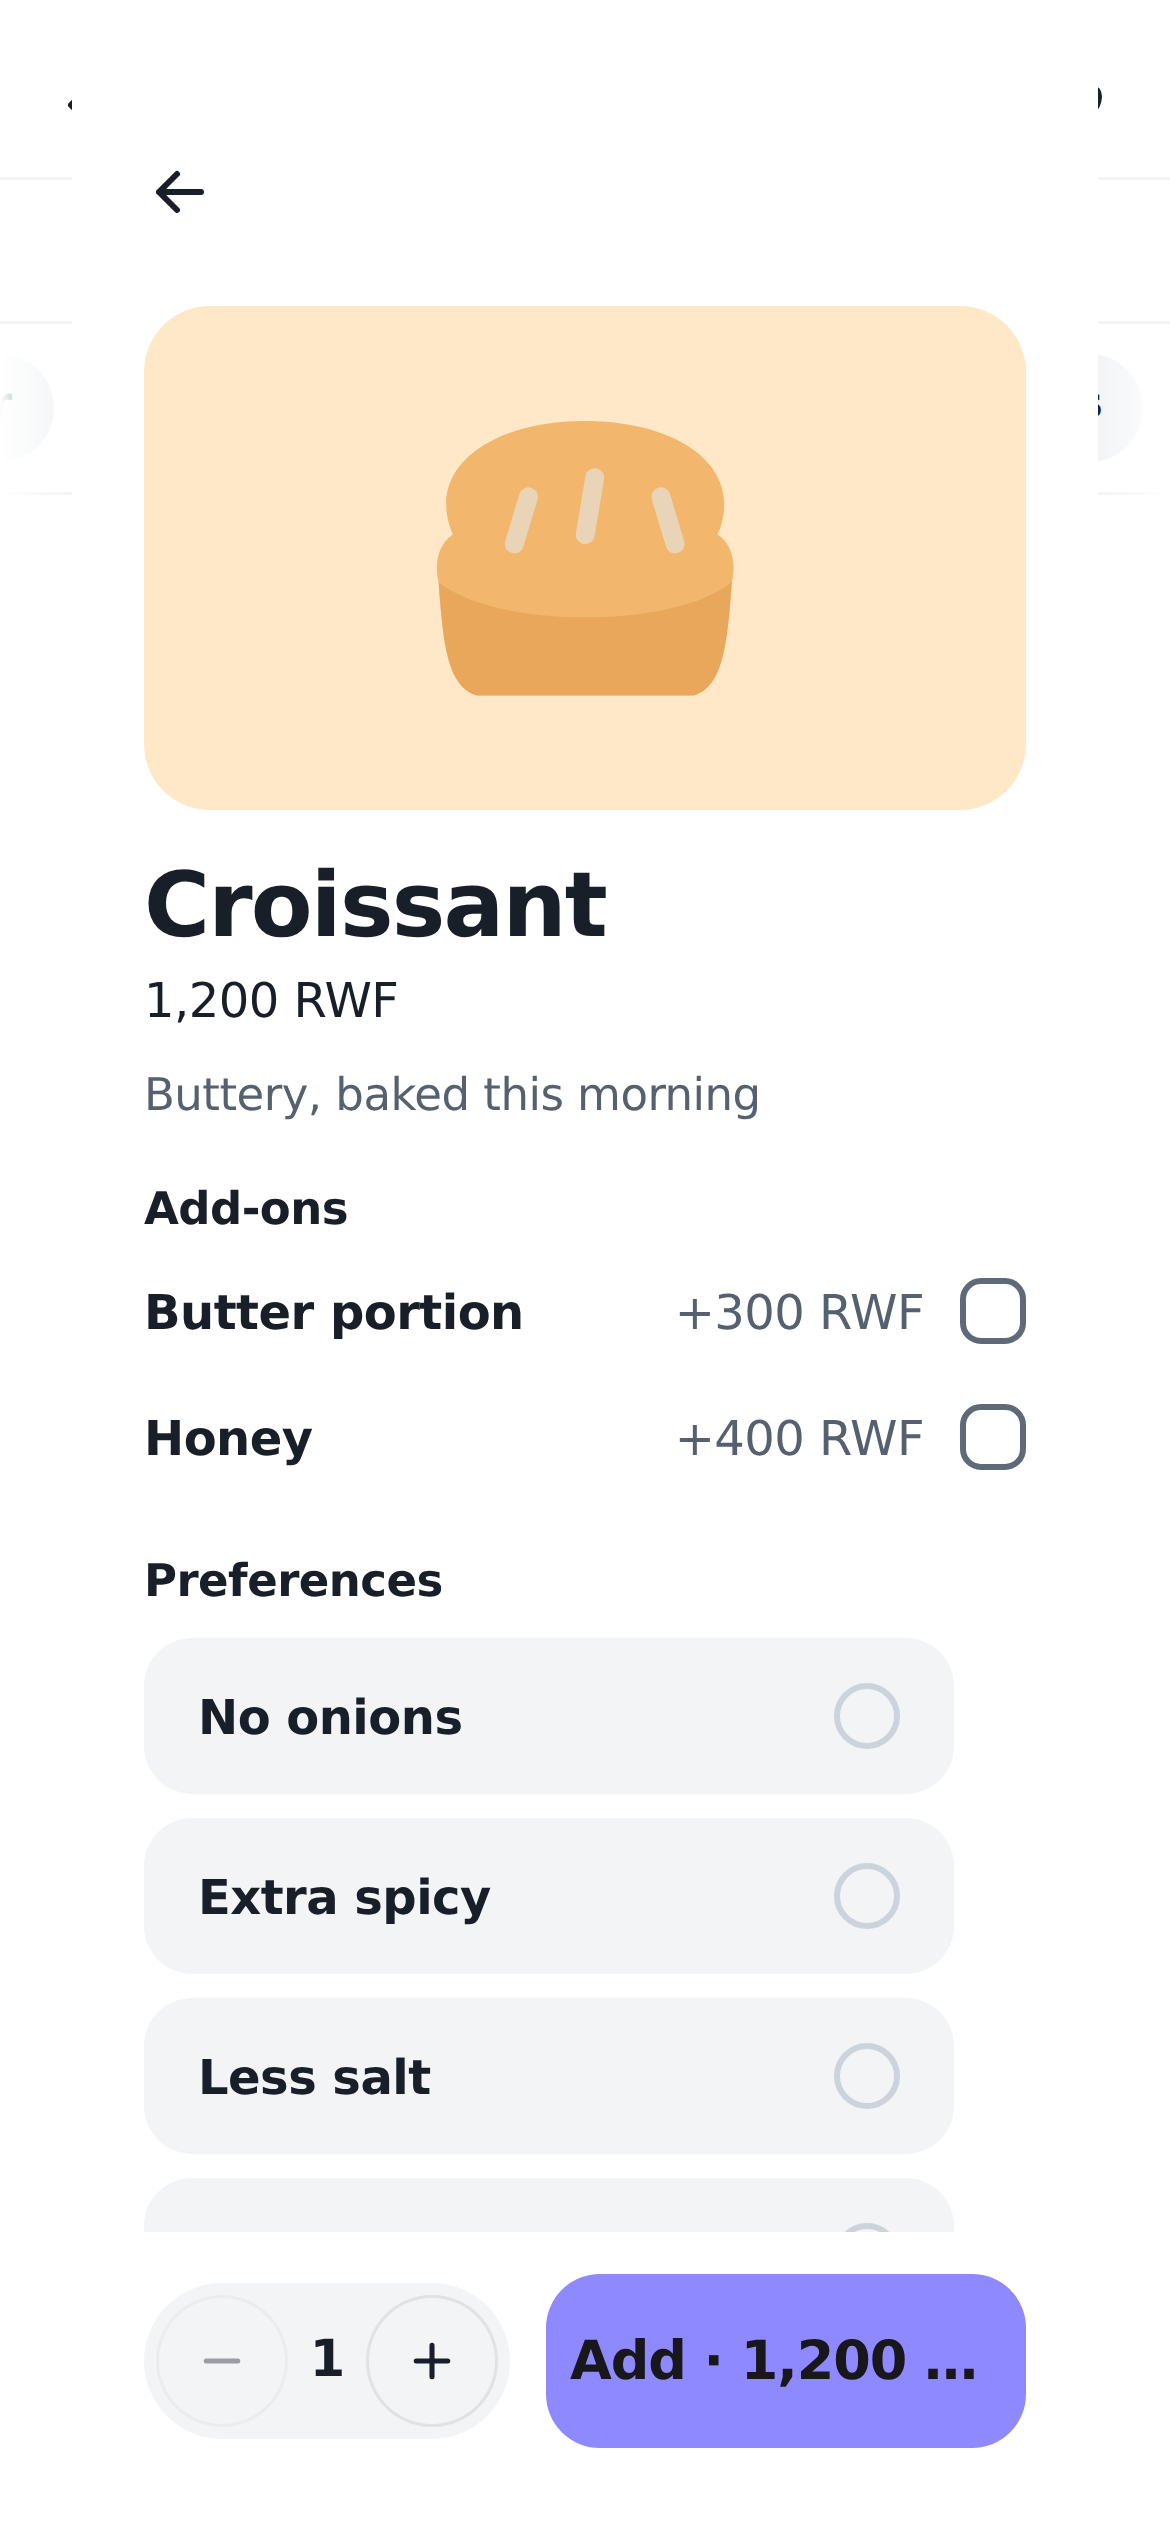 Croissant
1,200 RWF
Buttery, baked this morning
Add-ons
Butter portion +300 RWF
Honey +400 RWF
Preferences
No onions
Extra spicy
Less salt
1 Add · 1,200 ...